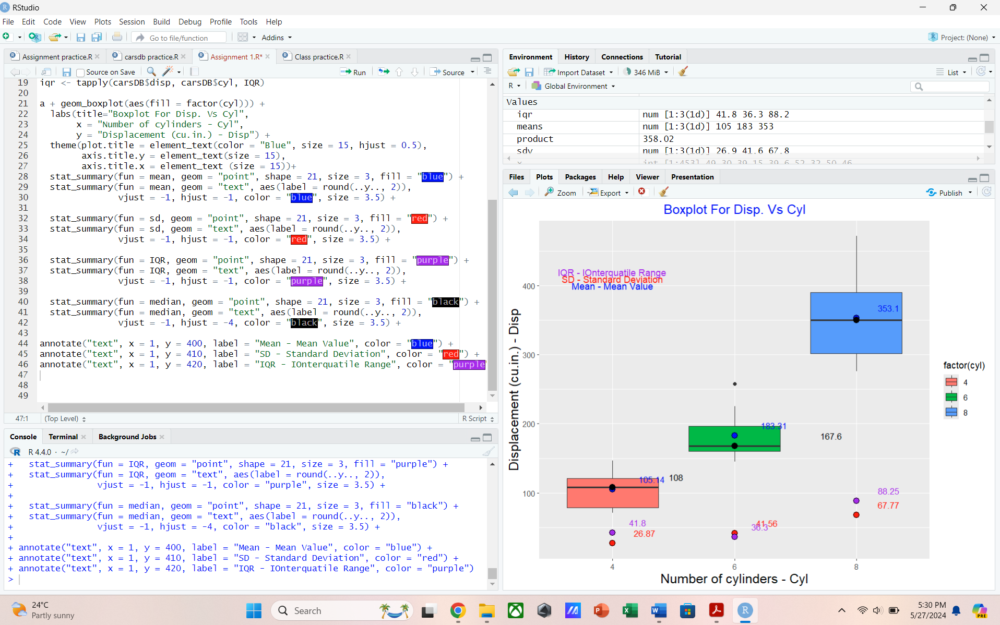 RStudio
File Edit Code View Plots Session Build Debug Profile Tools Help
Go to file/function Addins Project: (None)
Assignment practice.R carsdb practice.R Assignment 1.R* Class practice.R
Source on Save Run Source
19 iqr <- tapply(carsDB$disp, carsDB$cyl, IQR)
20
21 a + geom_boxplot(aes(fill = factor(cyl))) +
22 labs(title="Boxplot For Disp. Vs Cyl",
23 x = "Number of cylinders - Cyl",
24 y = "Displacement (cu.in.) - Disp") +
25 theme(plot.title = element_text(color = "Blue", size = 15, hjust = 0.5),
26 axis.title.y = element_text(size = 15),
27 axis.title.x = element_text (size = 15))+
28 stat_summary(fun = mean, geom = "point", shape = 21, size = 3, fill = "blue") +
29 stat_summary(fun = mean, geom = "text", aes(label = round(..y.., 2)),
30 vjust = -1, hjust = -1, color = "blue", size = 3.5) +
31
32 stat_summary(fun = sd, geom = "point", shape = 21, size = 3, fill = "red") +
33 stat_summary(fun = sd, geom = "text", aes(label = round(..y.., 2)),
34 vjust = -1, hjust = -1, color = "red", size = 3.5) +
35
36 stat_summary(fun = IQR, geom = "point", shape = 21, size = 3, fill = "purple") +
37 stat_summary(fun = IQR, geom = "text", aes(label = round(..y.., 2)),
38 vjust = -1, hjust = -1, color = "purple", size = 3.5) +
39
40 stat_summary(fun = median, geom = "point", shape = 21, size = 3, fill = "black") +
41 stat_summary(fun = median, geom = "text", aes(label = round(..y.., 2)),
42 vjust = -1, hjust = -4, color = "black", size = 3.5) +
43
44 annotate("text", x = 1, y = 400, label = "Mean - Mean Value", color = "blue") +
45 annotate("text", x = 1, y = 410, label = "SD - Standard Deviation", color = "red") +
46 annotate("text", x = 1, y = 420, label = "IQR - IOnterquatile Range", color = "purple
47
48
49
47:1 (Top Level) R Script
Console Terminal Background Jobs
R 4.4.0 · ~/
+ stat_summary(fun = IQR, geom = "point", shape = 21, size = 3, fill = "purple") +
+ stat_summary(fun = IQR, geom = "text", aes(label = round(..y.., 2)),
+ vjust = -1, hjust = -1, color = "purple", size = 3.5) +
+
+ stat_summary(fun = median, geom = "point", shape = 21, size = 3, fill = "black") +
+ stat_summary(fun = median, geom = "text", aes(label = round(..y.., 2)),
+ vjust = -1, hjust = -4, color = "black", size = 3.5) +
+
+ annotate("text", x = 1, y = 400, label = "Mean - Mean Value", color = "blue") +
+ annotate("text", x = 1, y = 410, label = "SD - Standard Deviation", color = "red") +
+ annotate("text", x = 1, y = 420, label = "IQR - IOnterquatile Range", color = "purple")
>
Environment History Connections Tutorial
Import Dataset 346 MiB List
R Global Environment
Values
iqr num [1:3(1d)] 41.8 36.3 88.2
means num [1:3(1d)] 105 183 353
product 358.02
sdv num [1:3(1d)] 26.9 41.6 67.8
x int [1:453] 49 30 39 15 39 6 52 32 50 46
Files Plots Packages Help Viewer Presentation
Zoom Export Publish
Boxplot For Disp. Vs Cyl
IQR - IOnterquatile Range
SD - Standard Deviation
Mean - Mean Value
400
300
200
100
Displacement (cu.in.) - Disp
353.1
183.31
167.6
105.14 108
88.25
67.77
41.8
26.87
41.56
36.3
4 6 8
Number of cylinders - Cyl
factor(cyl)
4
6
8
24°C
Partly sunny
Search
5:30 PM
5/27/2024
PRE